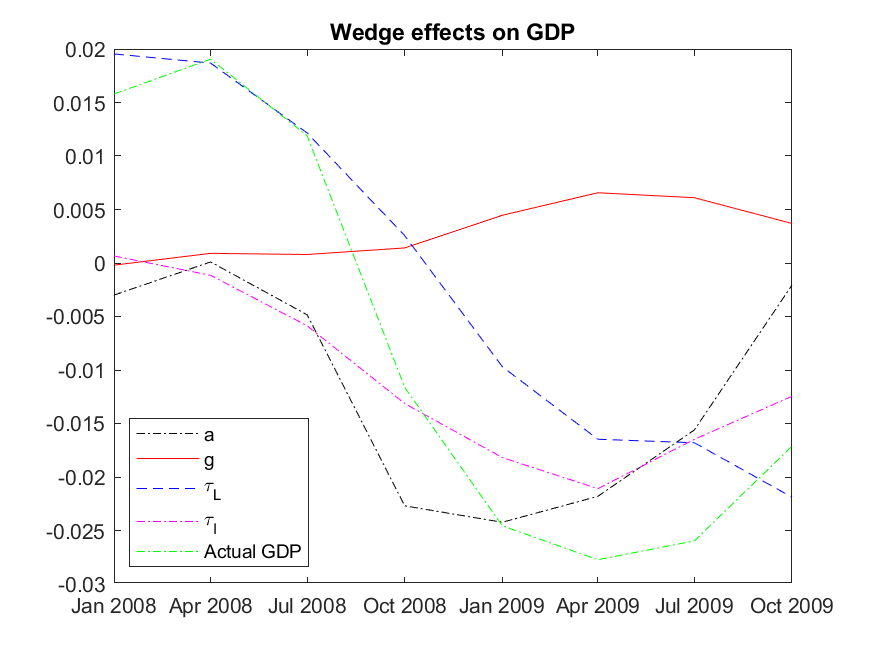 Wedge effects on GDP
0.02
0.015
0.01
0.005
0
-0.005
-0.01
-0.015
-0.02
-0.025
-0.03
a
g
τL
τI
Actual GDP
Jan 2008 Apr 2008 Jul 2008 Oct 2008 Jan 2009 Apr 2009 Jul 2009 Oct 2009